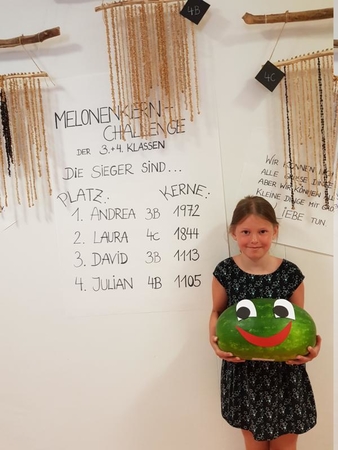 4B
4C
MELONENKERN-
CHALLENGE
DER 3.+4. KLASSEN
DIE SIEGER SIND...
PLATZ: KERNE:
1. ANDREA 3B 1972
2. LAURA 4C 1844
3. DAVID 3B 1113
4. JULIAN 4B 1105
WIR KÖNNEN
ALLE GROSSE DINGE
ABER WIR KÖNNEN
KLEINE DINGE MIT
LIEBE TUN